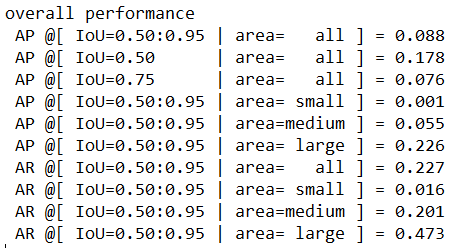 overall performance
AP @[ IoU=0.50:0.95 | area=   all ] = 0.088
AP @[ IoU=0.50      | area=   all ] = 0.178
AP @[ IoU=0.75      | area=   all ] = 0.076
AP @[ IoU=0.50:0.95 | area= small ] = 0.001
AP @[ IoU=0.50:0.95 | area=medium ] = 0.055
AP @[ IoU=0.50:0.95 | area= large ] = 0.226
AR @[ IoU=0.50:0.95 | area=   all ] = 0.227
AR @[ IoU=0.50:0.95 | area= small ] = 0.016
AR @[ IoU=0.50:0.95 | area=medium ] = 0.201
AR @[ IoU=0.50:0.95 | area= large ] = 0.473